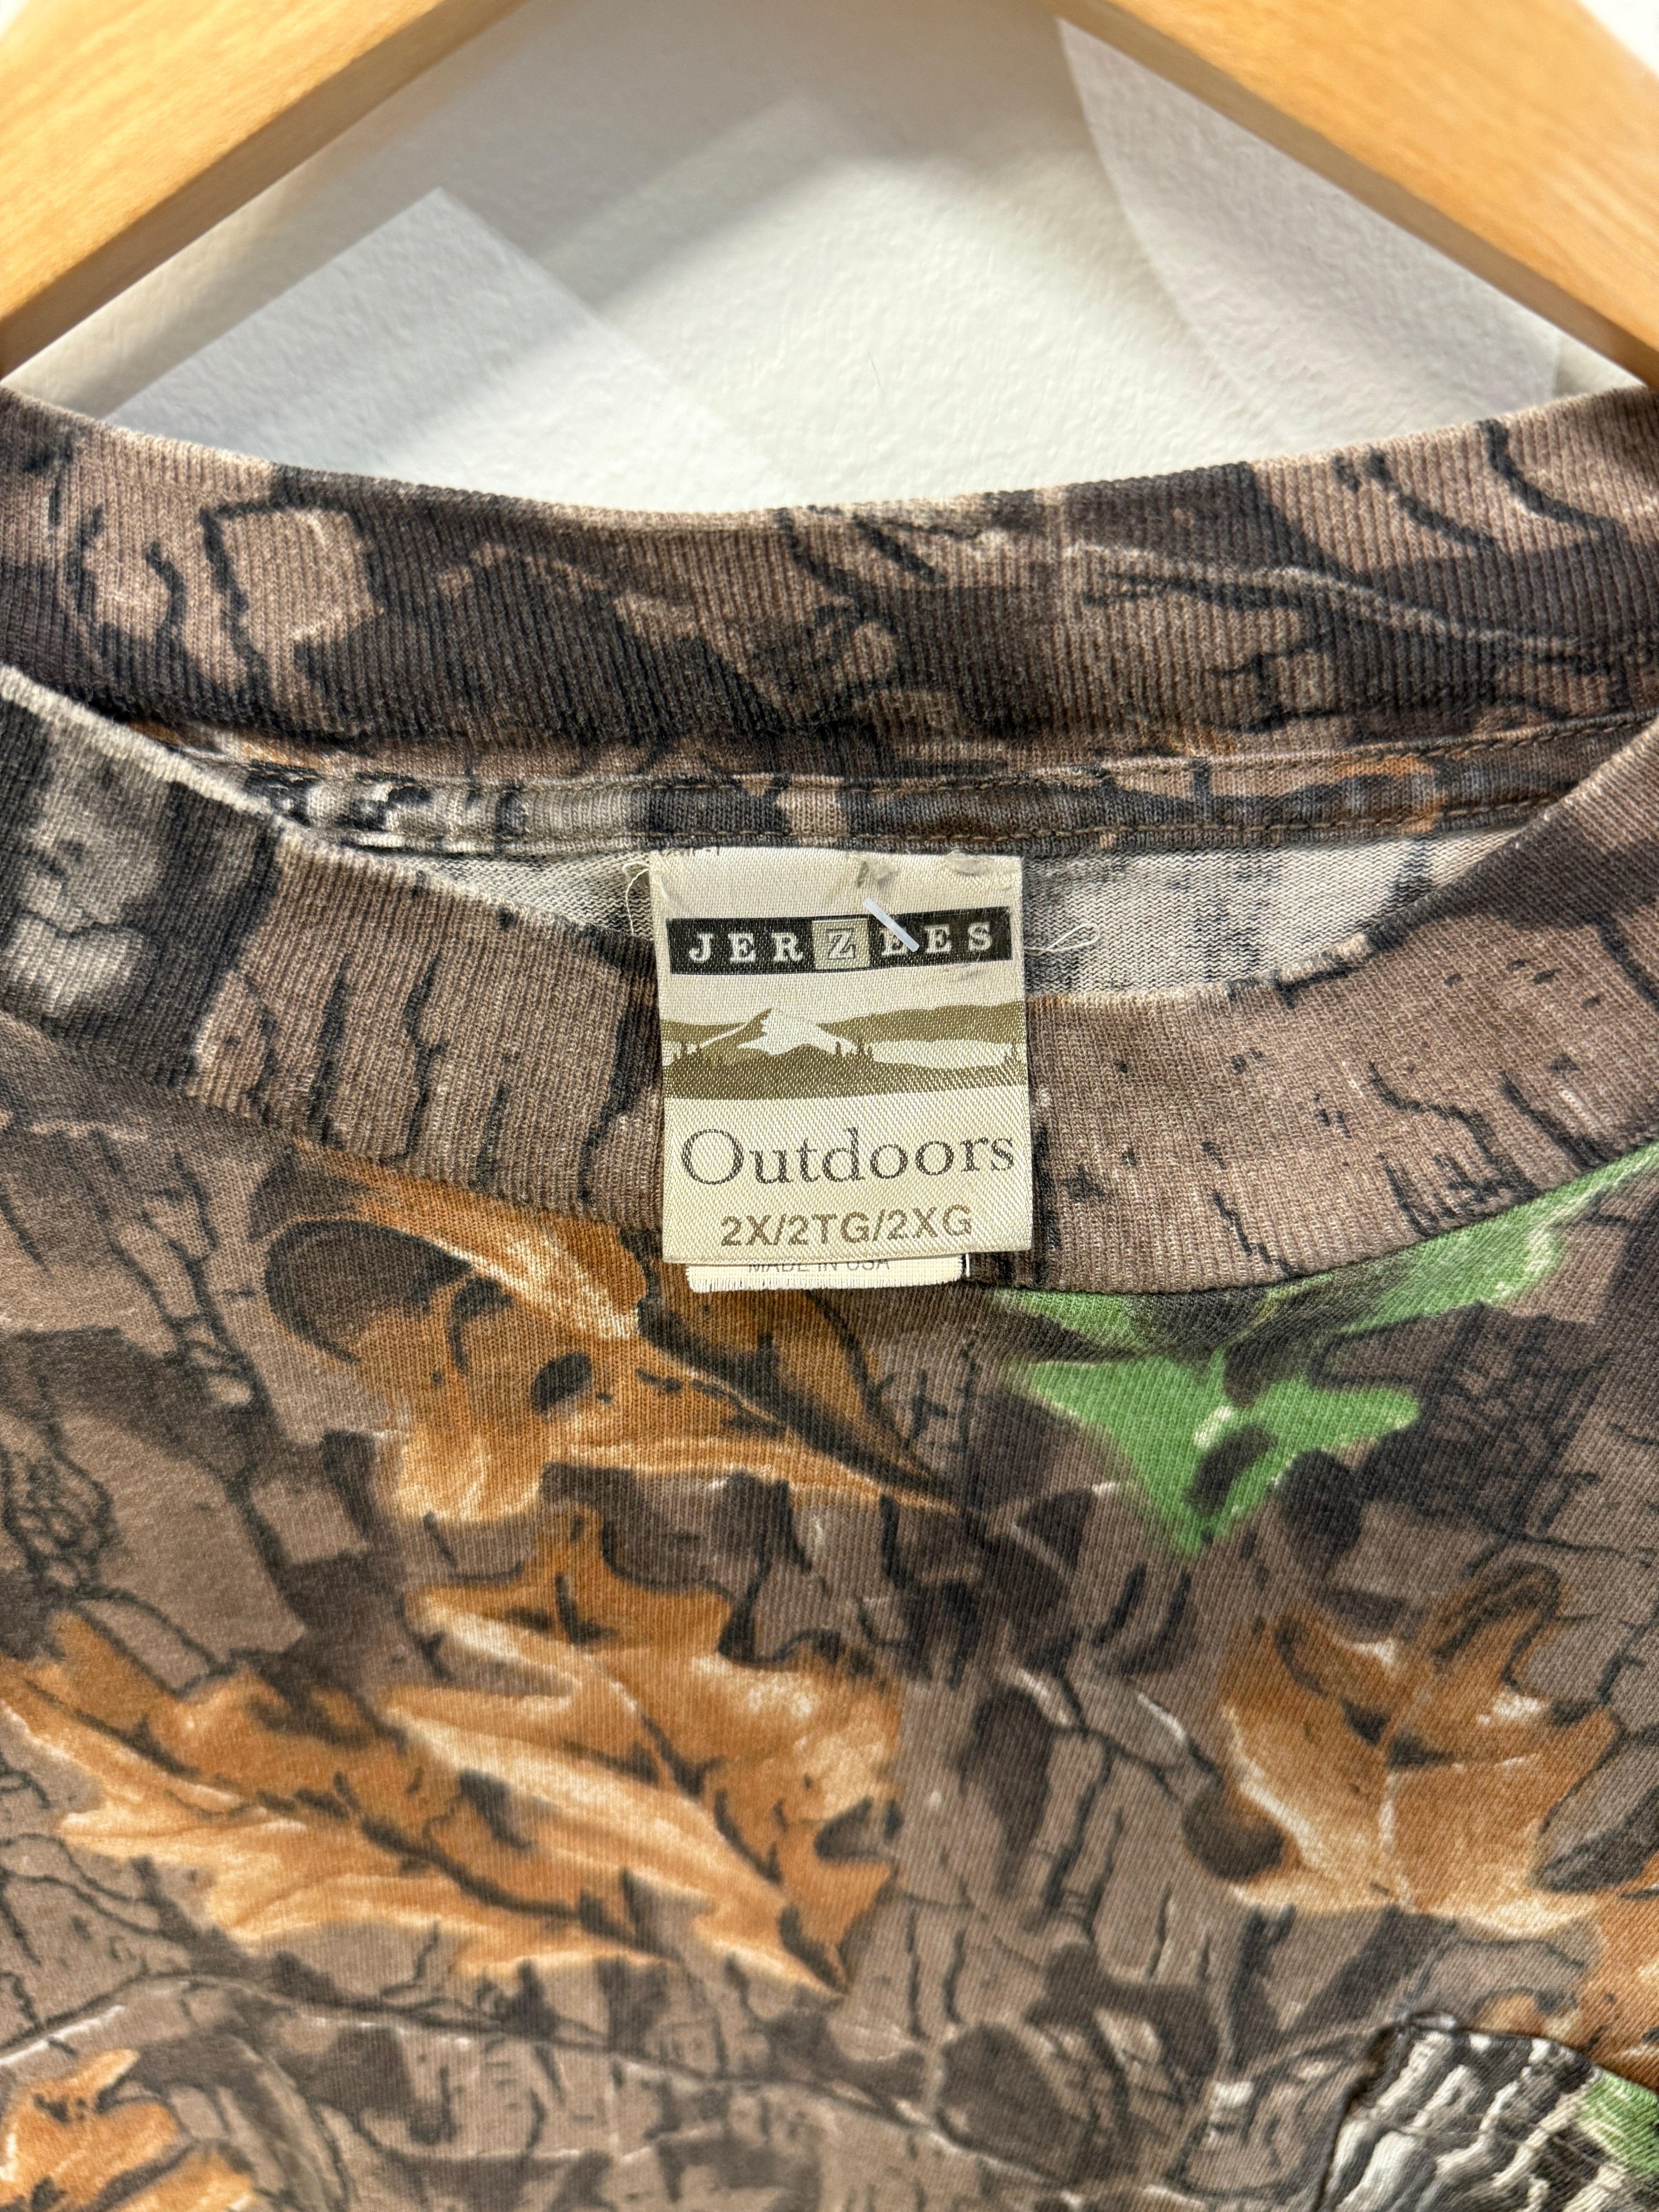 JERZEES
Outdoors
2X/2TG/2XG
MADE IN USA